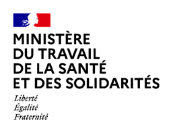 MINISTÈRE
DU TRAVAIL
DE LA SANTÉ
ET DES SOLIDARITÉS
Liberté
Égalité
Fraternité